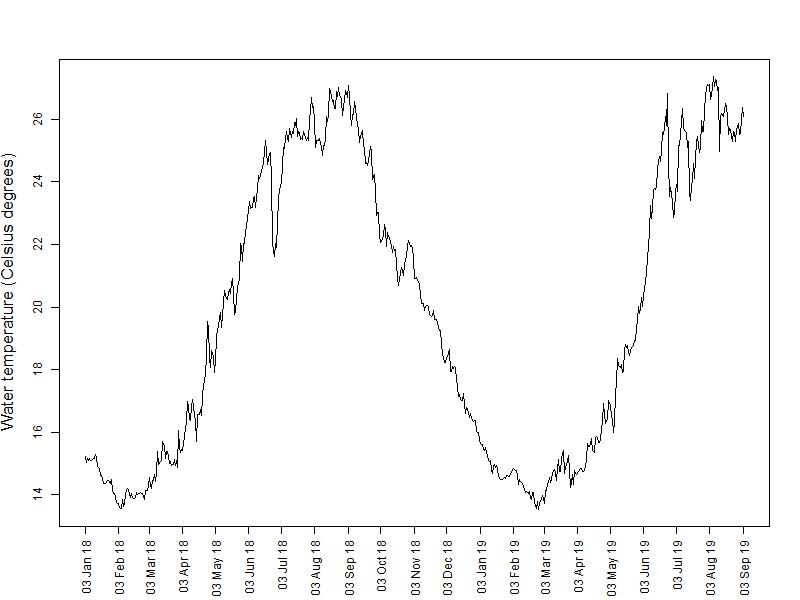 Water temperature (Celsius degrees)
26
24
22
20
18
16
14
03 Jan 18
03 Feb 18
03 Mar 18
03 Apr 18
03 May 18
03 Jun 18
03 Jul 18
03 Aug 18
03 Sep 18
03 Oct 18
03 Nov 18
03 Dec 18
03 Jan 19
03 Feb 19
03 Mar 19
03 Apr 19
03 May 19
03 Jun 19
03 Jul 19
03 Aug 19
03 Sep 19